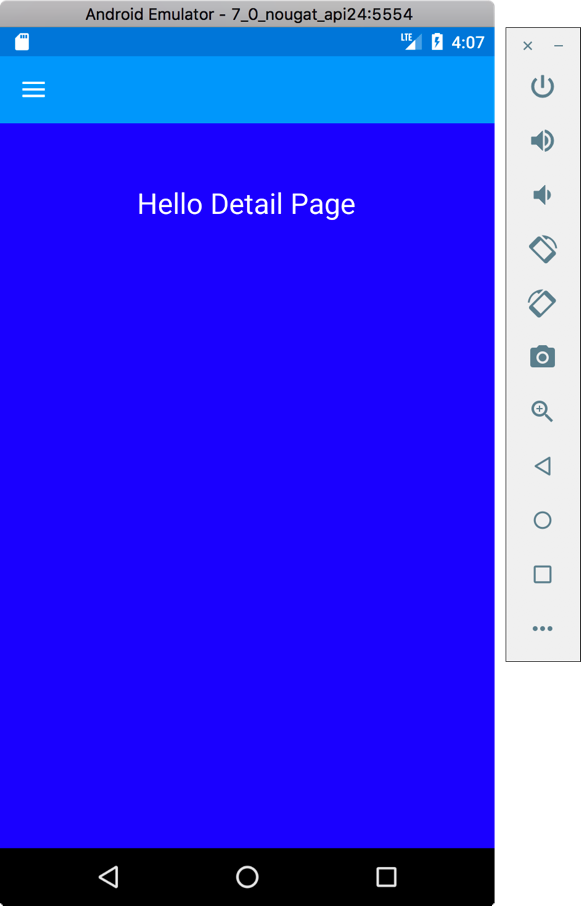 Android Emulator - 7_0_nougat_api24:5554
LTE 4:07
Hello Detail Page